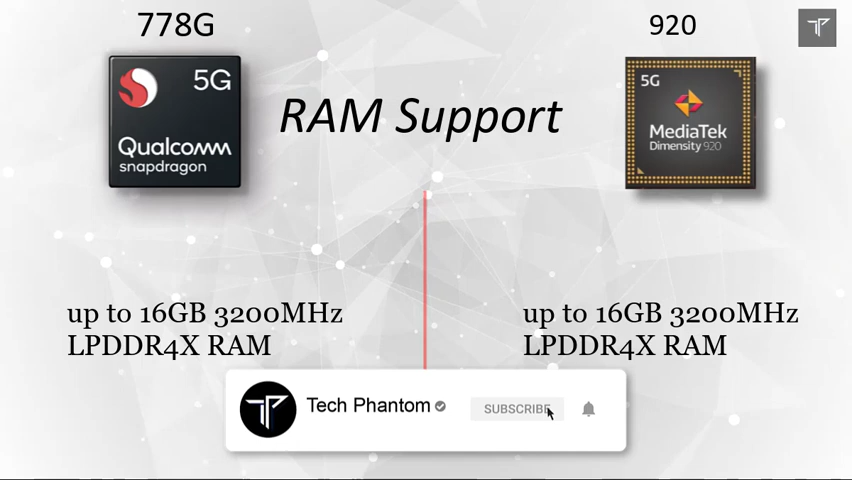 778G
920
5G
Qualcomm
snapdragon
RAM Support
5G
MediaTek
Dimensity 920
up to 16GB 3200MHz
LPDDR4X RAM
up to 16GB 3200MHz
LPDDR4X RAM
Tech Phantom
SUBSCRIBE